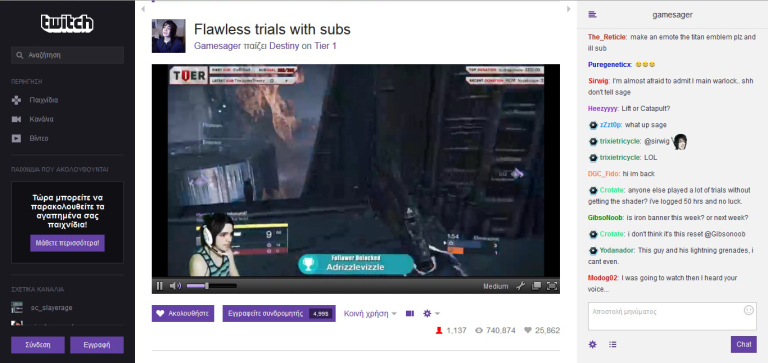 twitch
Αναζήτηση
ΠΕΡΙΗΓΗΣΗ
Παιχνίδια
Κανάλια
Βίντεο
ΠΑΙΧΝΙΔΙΑ ΠΟΥ ΑΚΟΛΟΥΘΟΥΝΤΑΙ
Τώρα μπορείτε να
παρακολουθείτε τα
αγαπημένα σας
παιχνίδια!
Μάθετε περισσότερα!
ΣΧΕΤΙΚΑ ΚΑΝΑΛΙΑ
sc_slayerage
Σύνδεση
Εγγραφή
Flawless trials with subs
Gamesager παίζει Destiny on Tier 1
T1ER
Follower Unlocked
Adrizzlevizzle
Medium
Ακολουθήστε
Εγγραφείτε συνδρομητής
4,99$
Κοινή χρήση
1,137
740,874
25,862
gamesager
The_Reticle: make an emote the titan emblem plz and
ill sub
Puregeneticx:
Sirwig: I'm almost afraid to admit I main warlock.. shh
don't tell sage
Heezyyyy: Lift or Catapult?
zZzt0p: what up sage
trixietricycle: @sirwig
trixietricycle: LOL
DGC_Fido: hi im back
Crotate: anyone else played a lot of trials without
getting the shader? i've logged 50 hrs and no luck.
GibsoNoob: is iron banner this week? or next week?
Crotate: i don't think it's this reset @Gibsonoob
Yodanador: This guy and his lightning grenades, i
cant even.
Modog02: I was going to watch then I heard your
voice...
Αποστολή μηνύματος
Chat